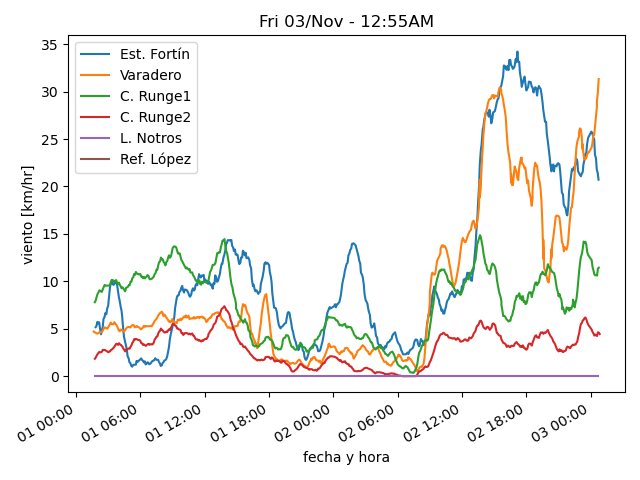 Fri 03/Nov - 12:55AM
Est. Fortín
Varadero
C. Runge1
C. Runge2
L. Notros
Ref. López
viento [km/hr]
35
30
25
20
15
10
5
0
01 00:00
01 06:00
01 12:00
01 18:00
02 00:00
02 06:00
02 12:00
02 18:00
03 00:00
fecha y hora